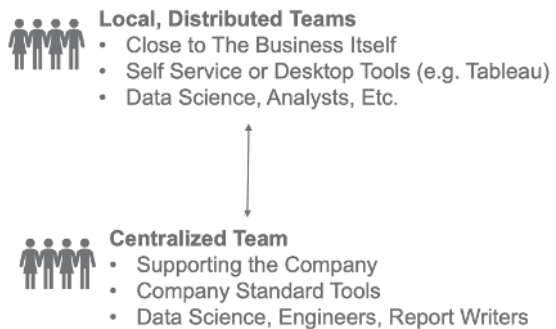 Local, Distributed Teams
• Close to The Business Itself
• Self Service or Desktop Tools (e.g. Tableau)
• Data Science, Analysts, Etc.
Centralized Team
• Supporting the Company
• Company Standard Tools
• Data Science, Engineers, Report Writers